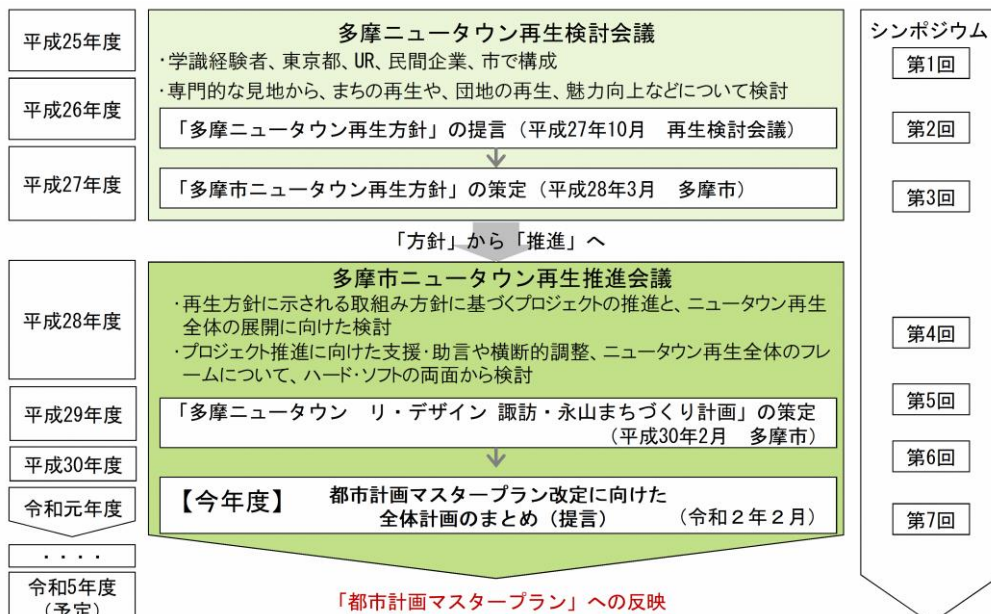 平成25年度
平成26年度
平成27年度
多摩ニュータウン再生検討会議
・学識経験者、東京都、UR、民間企業、市で構成
・専門的な見地から、まちの再生や、団地の再生、魅力向上などについて検討
「多摩ニュータウン再生方針」の提言（平成27年10月　再生検討会議）
「多摩市ニュータウン再生方針」の策定（平成28年3月　多摩市）
「方針」から「推進」へ
平成28年度
平成29年度
平成30年度
令和元年度
・・・・
令和5年度
（予定）
多摩市ニュータウン再生推進会議
・再生方針に示される取組み方針に基づくプロジェクトの推進と、ニュータウン再生
全体の展開に向けた検討
・プロジェクト推進に向けた支援・助言や横断的調整、ニュータウン再生全体のフレ
ームについて、ハード・ソフトの両面から検討
「多摩ニュータウン　リ・デザイン 諏訪・永山まちづくり計画」の策定
（平成30年2月　多摩市）
【今年度】　都市計画マスタープラン改定に向けた
全体計画のまとめ（提言）　（令和２年２月）
「都市計画マスタープラン」への反映
シンポジウム
第1回
第2回
第3回
第4回
第5回
第6回
第7回